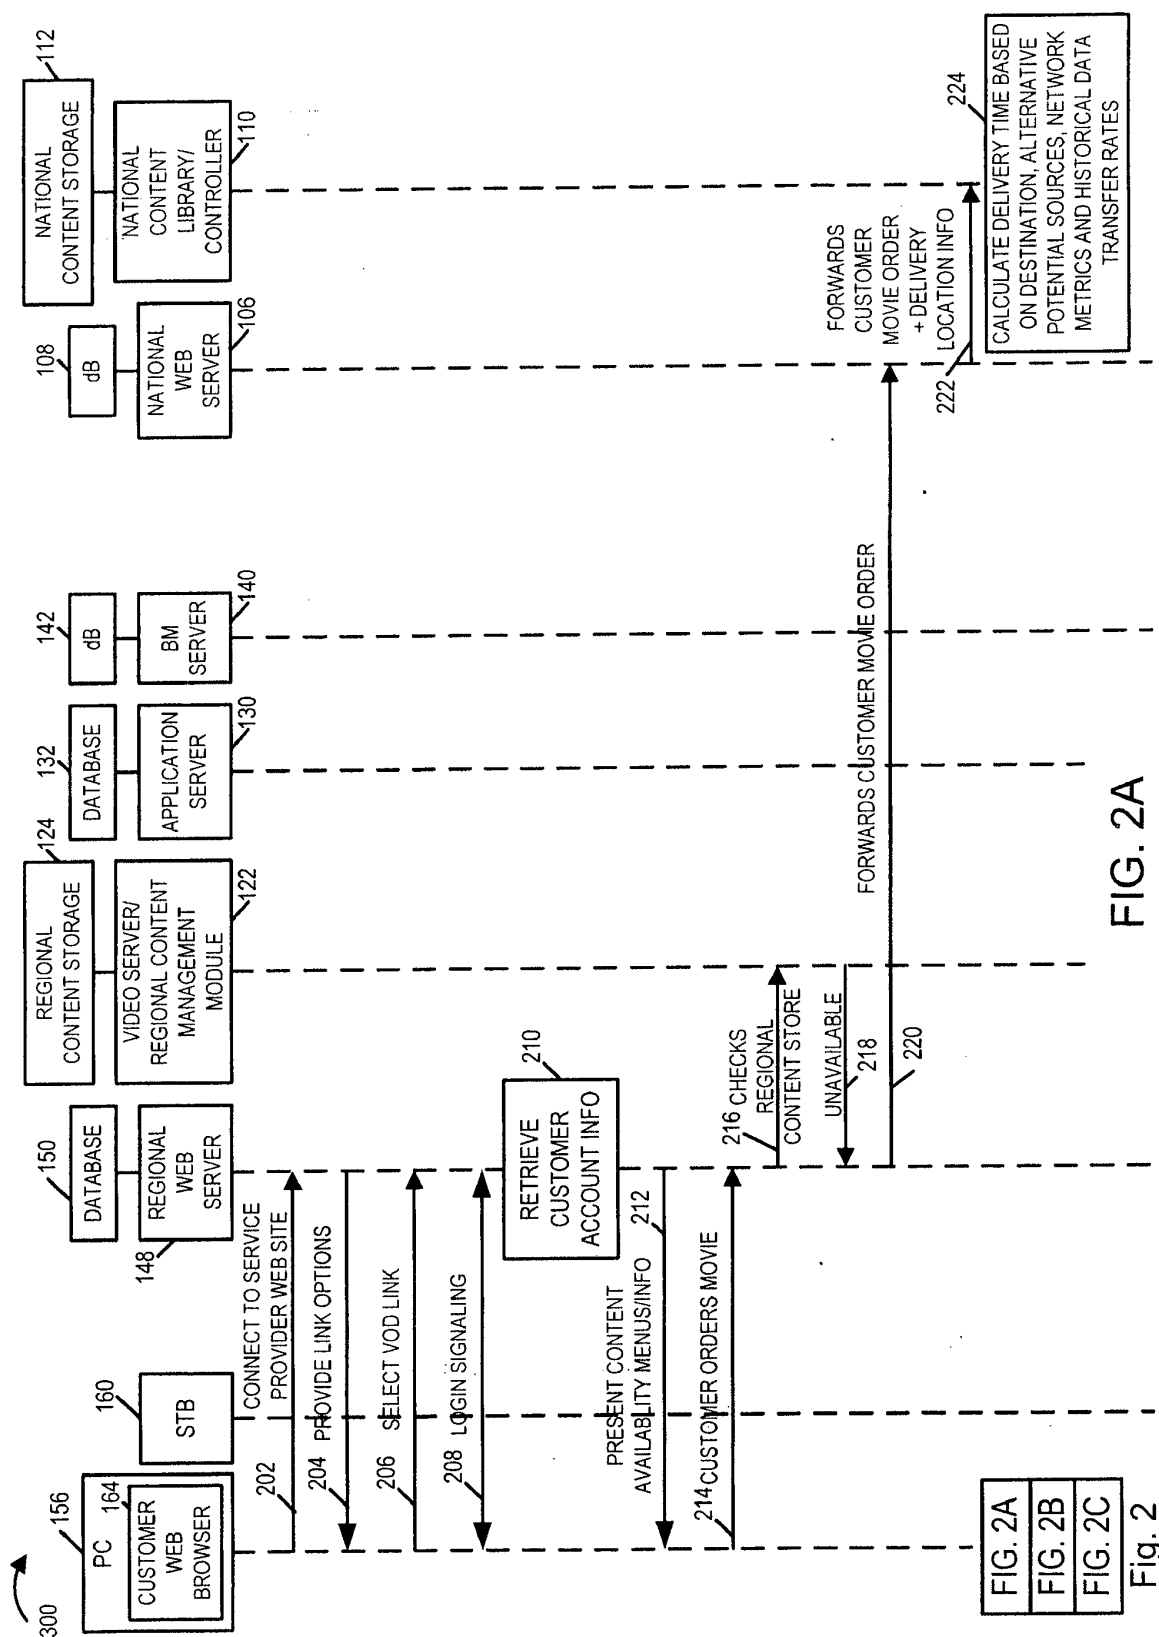 300
PC
156
164
CUSTOMER
WEB
BROWSER
160
STB
DATABASE
150
REGIONAL
WEB
SERVER
148
REGIONAL
CONTENT STORAGE
124
VIDEO SERVER/
REGIONAL CONTENT
MANAGEMENT
MODULE
122
DATABASE
132
APPLICATION
SERVER
130
dB
142
BM
SERVER
140
dB
108
NATIONAL
WEB
SERVER
106
NATIONAL
CONTENT STORAGE
112
NATIONAL
CONTENT
LIBRARY/
CONTROLLER
110
CONNECT TO SERVICE
PROVIDER WEB SITE
202
PROVIDE LINK OPTIONS
204
SELECT VOD LINK
206
LOGIN SIGNALING
208
210
RETRIEVE
CUSTOMER
ACCOUNT INFO
PRESENT CONTENT
AVAILABLITY MENUS/INFO
212
214 CUSTOMER ORDERS MOVIE
216 CHECKS
REGIONAL
CONTENT STORE
UNAVAILABLE
218
FORWARDS CUSTOMER MOVIE ORDER
220
FORWARDS
CUSTOMER
MOVIE ORDER
+ DELIVERY
LOCATION INFO
222
224
CALCULATE DELIVERY TIME BASED
ON DESTINATION, ALTERNATIVE
POTENTIAL SOURCES, NETWORK
METRICS AND HISTORICAL DATA
TRANSFER RATES
FIG. 2A
FIG. 2A
FIG. 2B
FIG. 2C
Fig. 2